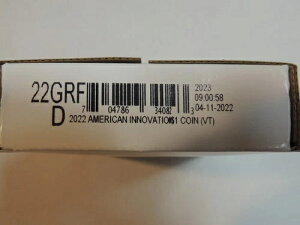 22GRF
D
7 04786 34082 3
2023
09:00:58
04-11-2022
2022 AMERICAN INNOVATION$1 COIN (VT)